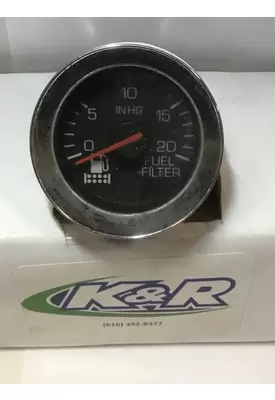 10
IN HG
5 15
0 20
FUEL
FILTER
K&R
(616) 392-8377